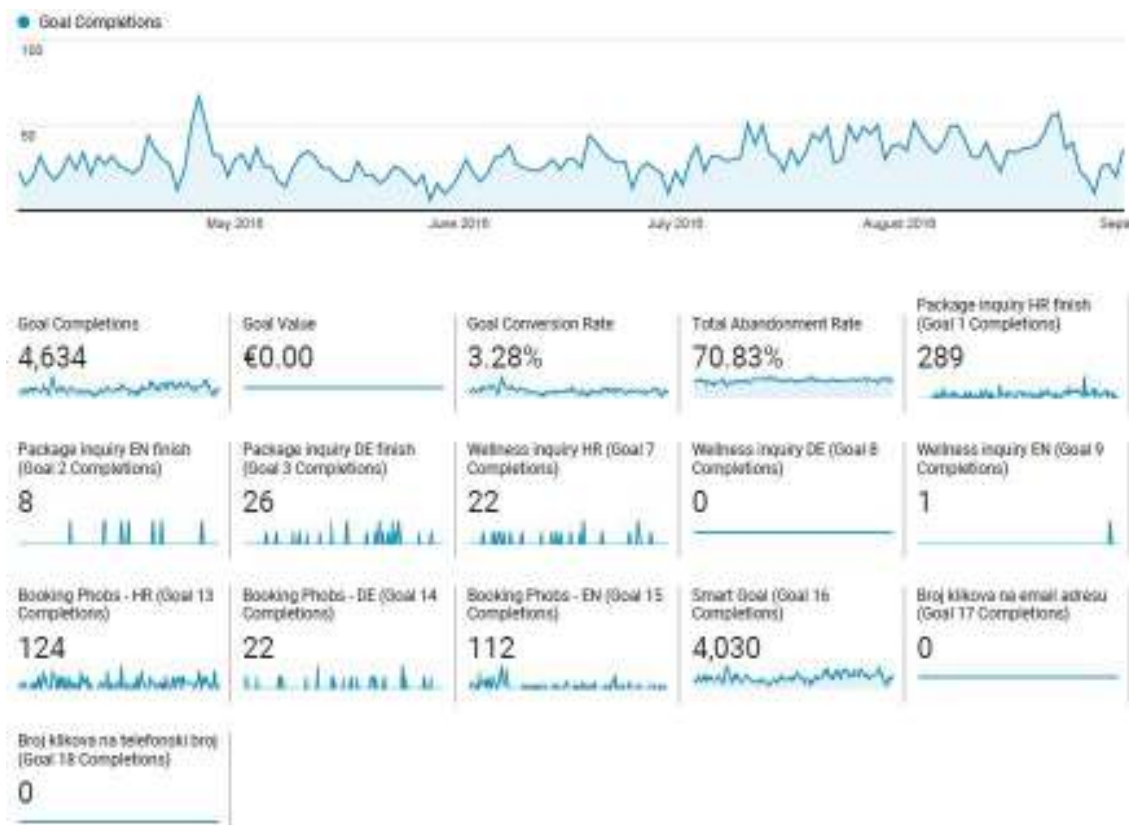 Goal Completions
100
50
May 2018
June 2018
July 2018
August 2018
Goal Completions
4,634
Goal Value
€0.00
Goal Conversion Rate
3.28%
Total Abandonment Rate
70.83%
Package inquiry HR finish
(Goal 1 Completions)
289
Package inquiry EN finish
(Goal 2 Completions)
8
Package inquiry DE finish
(Goal 3 Completions)
26
Wellness inquiry HR (Goal 7
Completions)
22
Wellness inquiry DE (Goal 8
Completions)
0
Wellness inquiry EN (Goal 9
Completions)
1
Booking Phobs - HR (Goal 13
Completions)
124
Booking Phobs - DE (Goal 14
Completions)
22
Booking Phobs - EN (Goal 15
Completions)
112
Smart Goal (Goal 16
Completions)
4,030
Broj klikova na email adresu
(Goal 17 Completions)
0
Broj klikova na telefonski broj
(Goal 18 Completions)
0